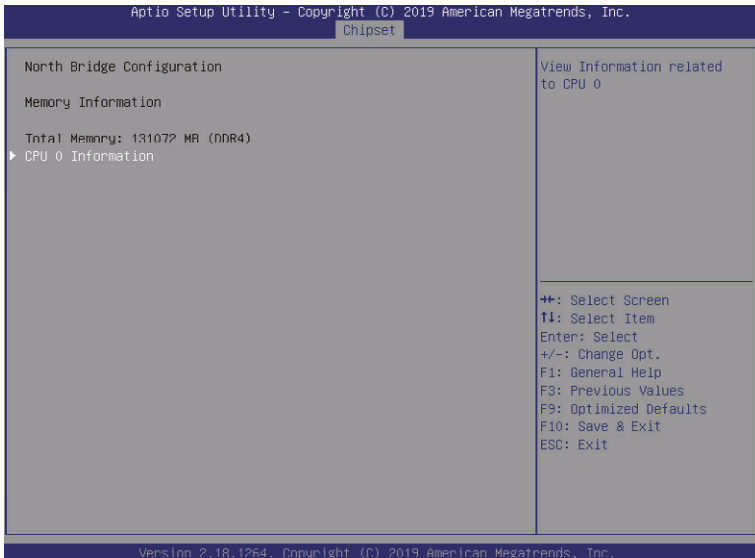 Aptio Setup Utility – Copyright (C) 2019 American Megatrends, Inc.
Chipset
North Bridge Configuration
Memory Information
Total Memory: 131072 MB (DDR4)
CPU 0 Information
View Information related
to CPU 0
→←: Select Screen
↑↓: Select Item
Enter: Select
+/-: Change Opt.
F1: General Help
F3: Previous Values
F9: Optimized Defaults
F10: Save & Exit
ESC: Exit
Version 2.18.1264. Copyright (C) 2019 American Megatrends, Inc.